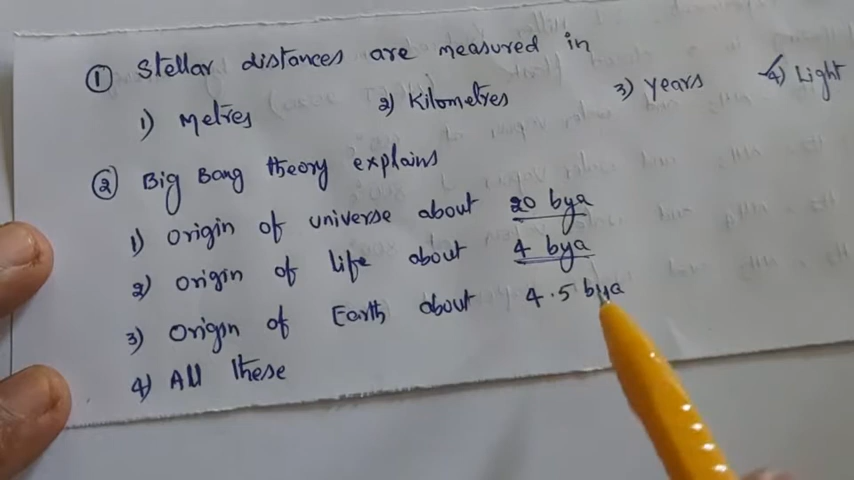 ① Stellar distances are measured in
1) Metres 2) Kilometres 3) Years 4) Light
② Big Bang theory explains
1) Origin of universe about 20 bya
2) Origin of life about 4 bya
3) Origin of Earth about 4.5 bya
4) All these